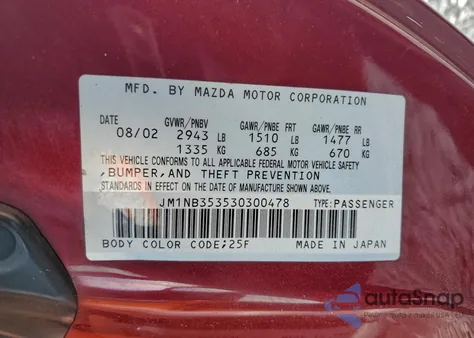 MFD. BY MAZDA MOTOR CORPORATION
DATE GVWR/PNBV GAWR/PNBE FRT GAWR/PNBE RR
08/02 2943 LB 1510 LB 1477 LB
1335 KG 685 KG 670 KG
THIS VEHICLE CONFORMS TO ALL APPLICABLE FEDERAL MOTOR VEHICLE SAFETY
,BUMPER,AND THEFT PREVENTION
STANDARDS IN EFFECT ON THE DATE OF MANUFACTURE SHOWN ABOVE.
JM1NB353530300478 TYPE:PASSENGER
BODY COLOR CODE;25F MADE IN JAPAN
autoSnap